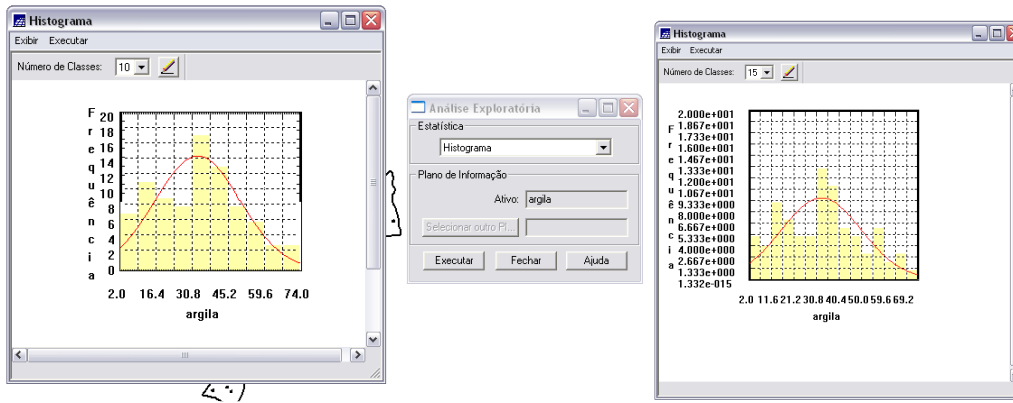 Histograma
Exibir Executar
Número de Classes: 10
Frequência
20
18
16
14
12
10
8
6
4
2
0
2.0 16.4 30.8 45.2 59.6 74.0
argila
Análise Exploratória
Estatística
Histograma
Plano de Informação
Ativo: argila
Selecionar outro Pl...
Executar Fechar Ajuda
Histograma
Exibir Executar
Número de Classes: 15
Frequência
2.000e+001
1.867e+001
1.733e+001
1.600e+001
1.467e+001
1.333e+001
1.200e+001
1.067e+001
9.333e+000
8.000e+000
6.667e+000
5.333e+000
4.000e+000
2.667e+000
1.333e+000
1.332e-015
2.0 11.6 21.2 30.8 40.4 50.0 59.6 69.2
argila